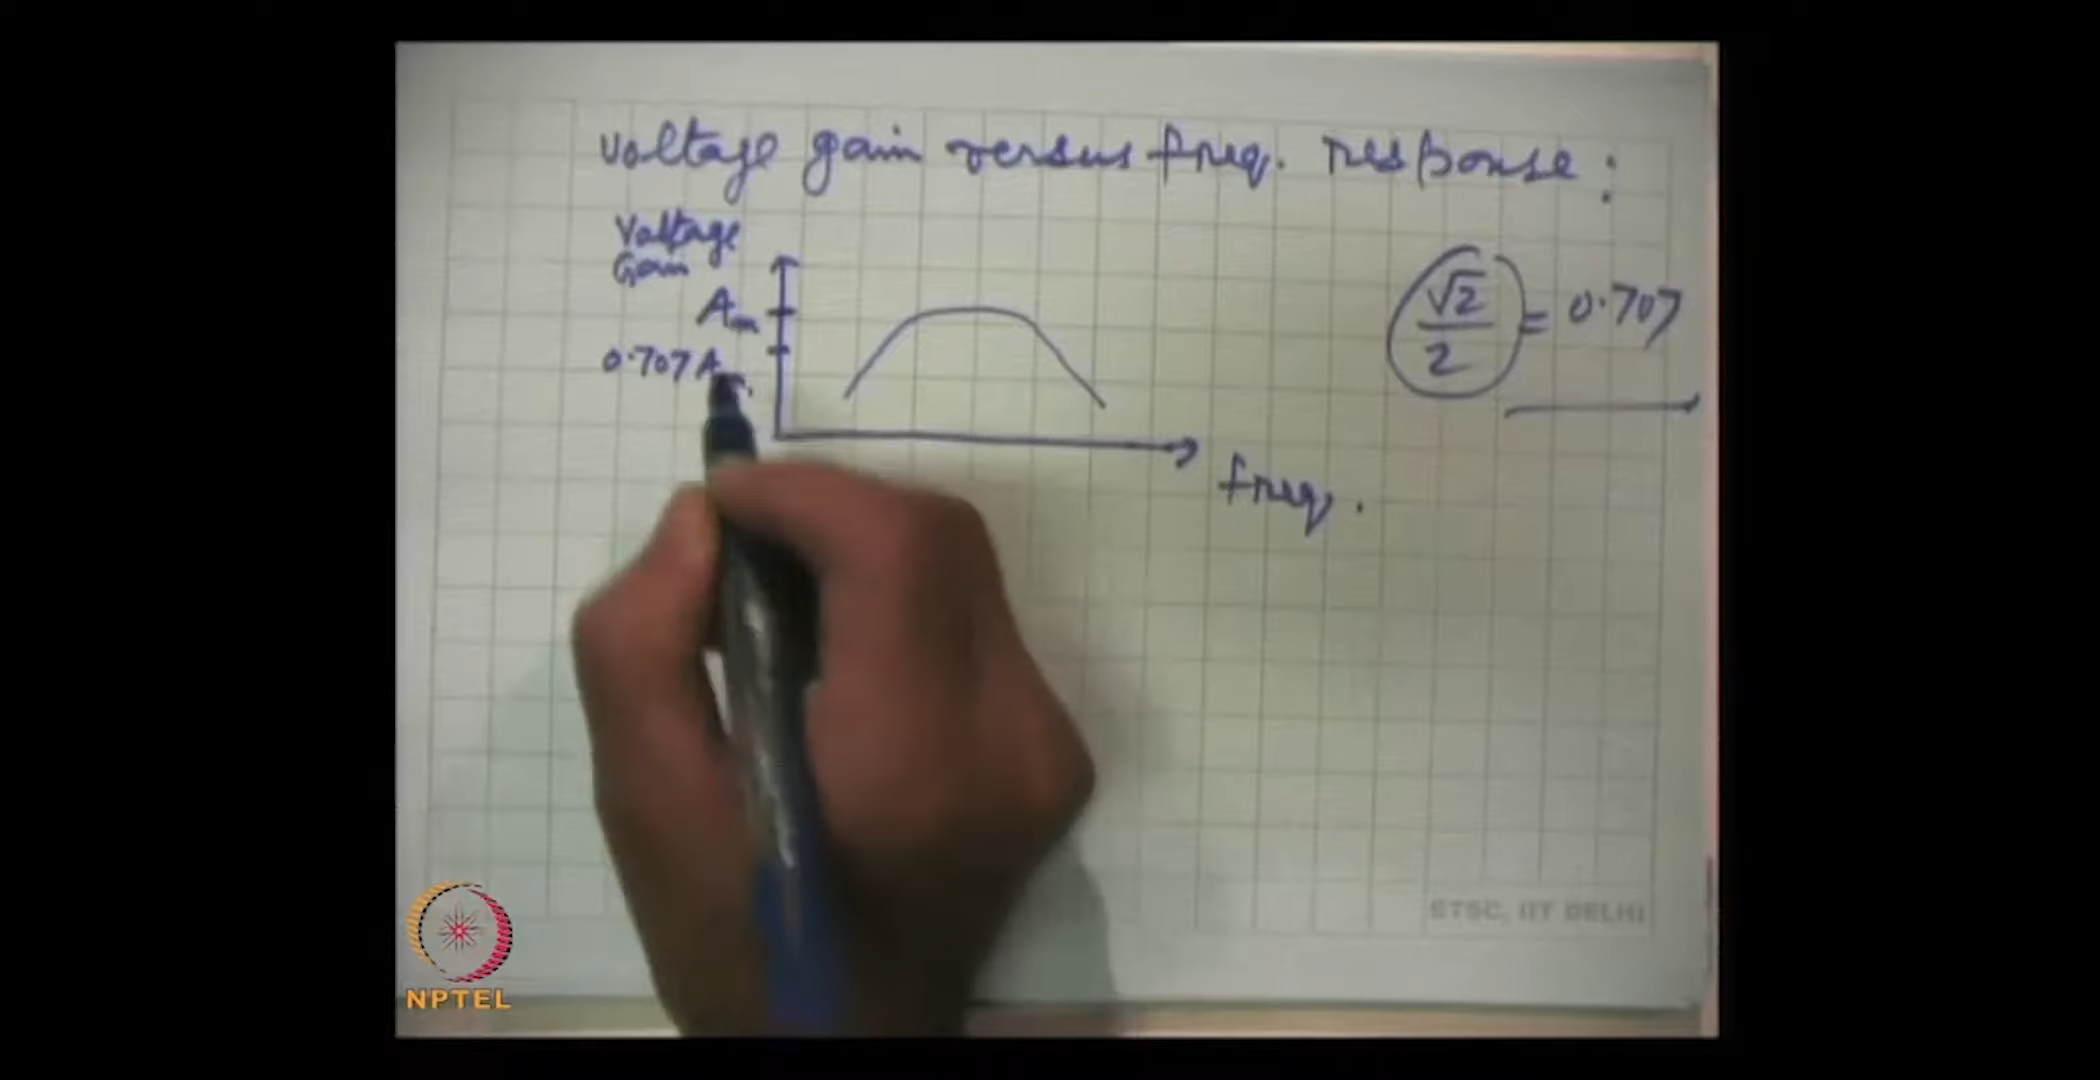 Voltage gain versus freq. response:
Voltage
Gain
Am
0.707 Am
freq.
√2/2 = 0.707
ETSC, IIT DELHI
NPTEL